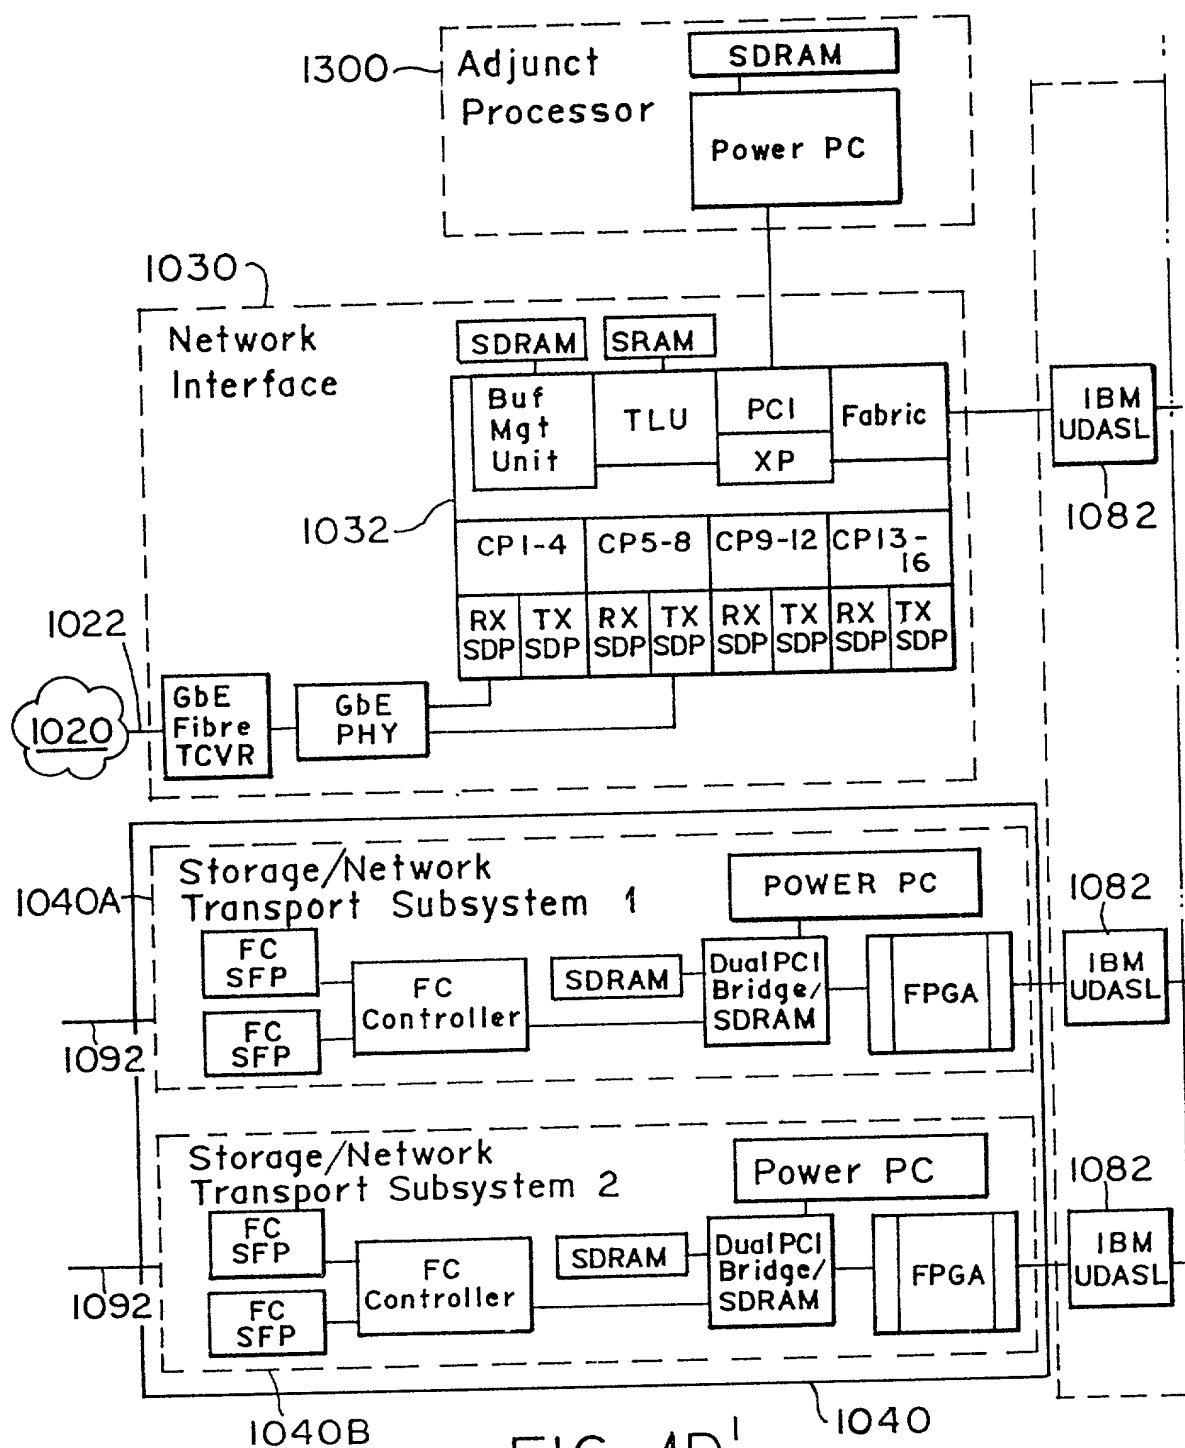 1300
Adjunct
Processor
SDRAM
Power PC
1030
Network
Interface
SDRAM
SRAM
Buf
Mgt
Unit
TLU
PCI
XP
Fabric
IBM
UDASL
1082
1032
CP1-4
CP5-8
CP9-12
CP13-
16
RX
SDP
TX
SDP
RX
SDP
TX
SDP
RX
SDP
TX
SDP
RX
SDP
TX
SDP
1022
1020
GbE
Fibre
TCVR
GbE
PHY
1040A
Storage/Network
Transport Subsystem 1
POWER PC
FC
SFP
FC
SFP
FC
Controller
SDRAM
Dual PCI
Bridge/
SDRAM
FPGA
1082
IBM
UDASL
1092
Storage/Network
Transport Subsystem 2
Power PC
FC
SFP
FC
SFP
FC
Controller
SDRAM
Dual PCI
Bridge/
SDRAM
FPGA
1082
IBM
UDASL
1092
1040B
1040